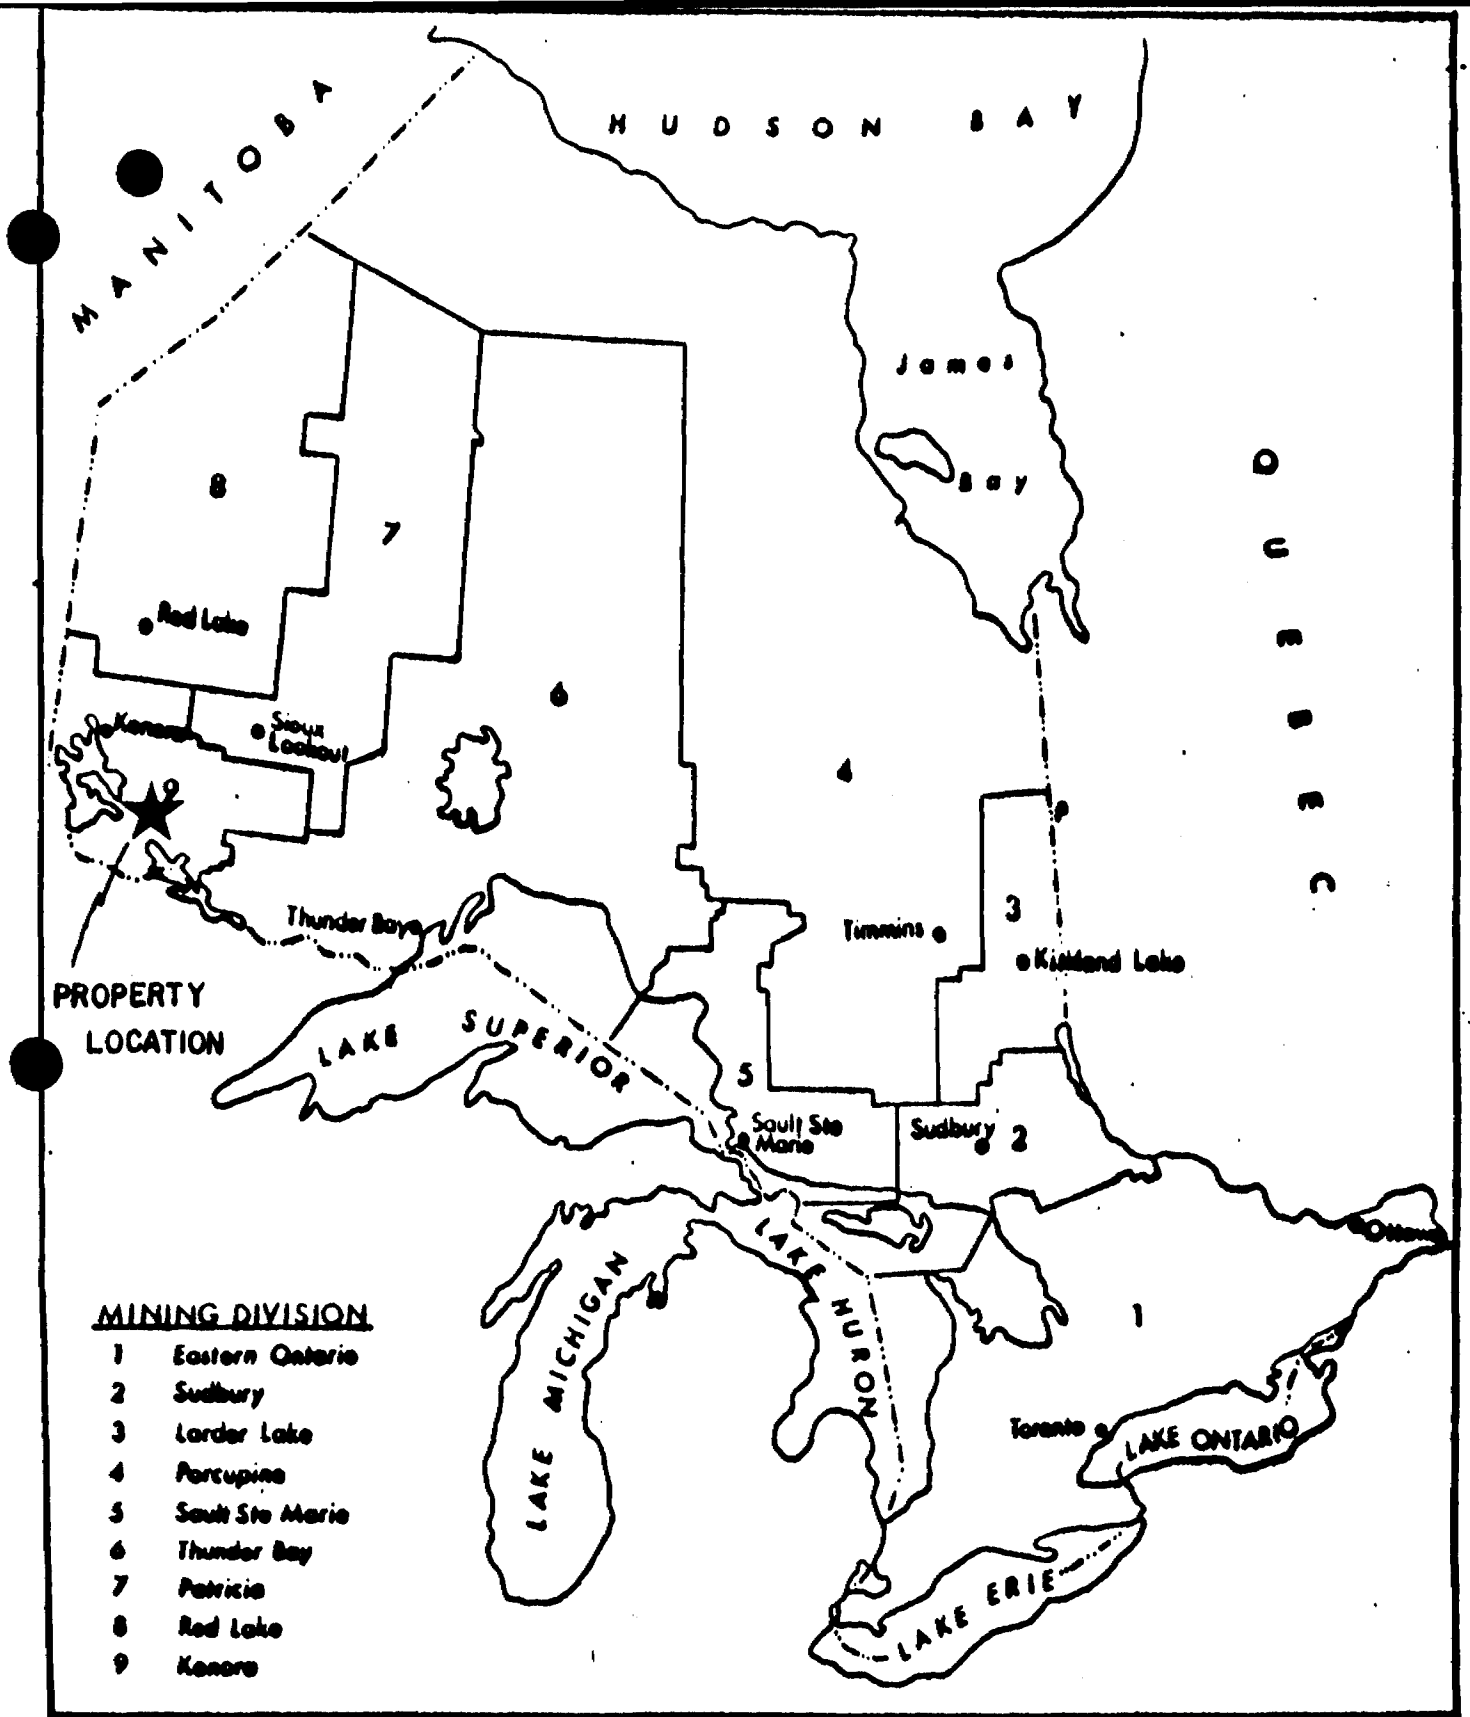 HUDSON BAY
MANITOBA
James
Bay
QUEBEC
8
7
Red Lake
6
Kenora
Sioux
Lookout
4
9
3
Thunder Bay
Timmins
Kirkland Lake
PROPERTY
LOCATION
LAKE SUPERIOR
5
Sault Ste
Marie
Sudbury
2
Ottawa
LAKE HURON
LAKE MICHIGAN
1
MINING DIVISION
1 Eastern Ontario
2 Sudbury
3 Larder Lake
4 Porcupine
5 Sault Ste Marie
6 Thunder Bay
7 Patricia
8 Red Lake
9 Kenora
Toronto
LAKE ONTARIO
LAKE ERIE